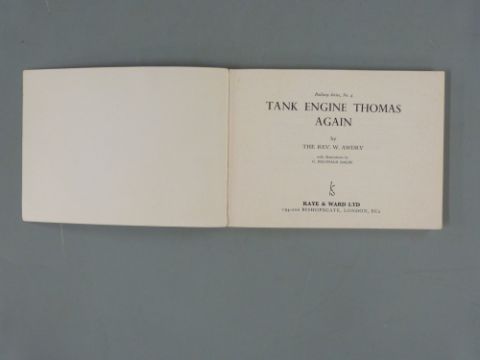 Railway Series, No. 4
TANK ENGINE THOMAS
AGAIN
by
THE REV. W. AWDRY
with illustrations by
C. REGINALD DALBY
KAYE & WARD LTD
194-200 BISHOPSGATE, LONDON, EC2